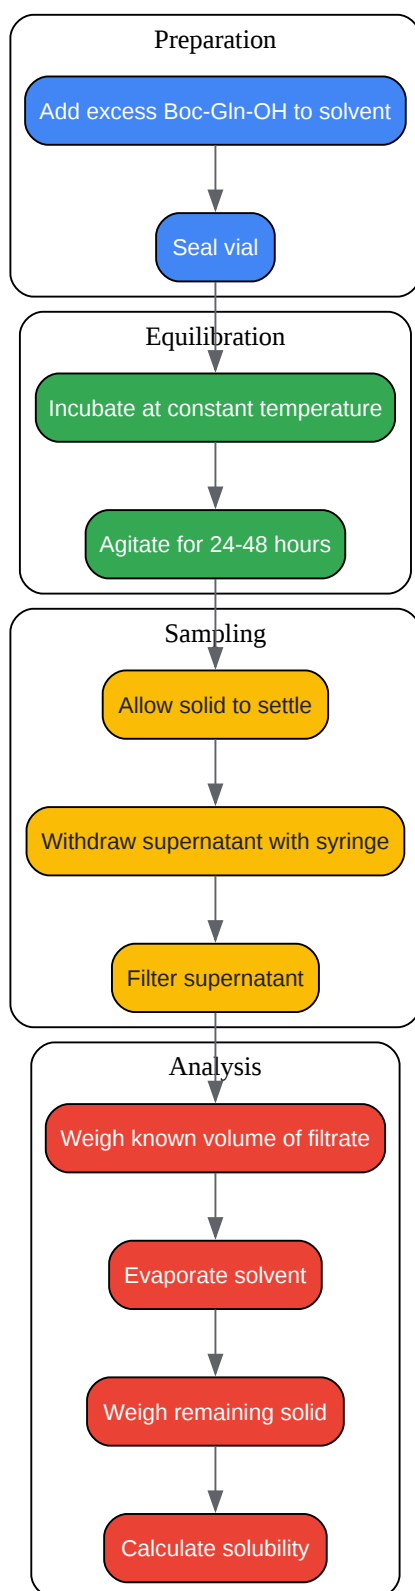 Preparation
Add excess Boc-Gln-OH to solvent
Seal vial
Equilibration
Incubate at constant temperature
Agitate for 24-48 hours
Sampling
Allow solid to settle
Withdraw supernatant with syringe
Filter supernatant
Analysis
Weigh known volume of filtrate
Evaporate solvent
Weigh remaining solid
Calculate solubility